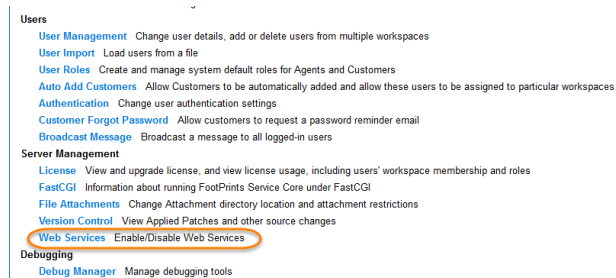 Users
User Management Change user details, add or delete users from multiple workspaces
User Import Load users from a file
User Roles Create and manage system default roles for Agents and Customers
Auto Add Customers Allow Customers to be automatically added and allow these users to be assigned to particular workspaces
Authentication Change user authentication settings
Customer Forgot Password Allow customers to request a password reminder email
Broadcast Message Broadcast a message to all logged-in users
Server Management
License View and upgrade license, and view license usage, including users' workspace membership and roles
FastCGI Information about running FootPrints Service Core under FastCGI
File Attachments Change Attachment directory location and attachment restrictions
Version Control View Applied Patches and other source changes
Web Services Enable/Disable Web Services
Debugging
Debug Manager Manage debugging tools